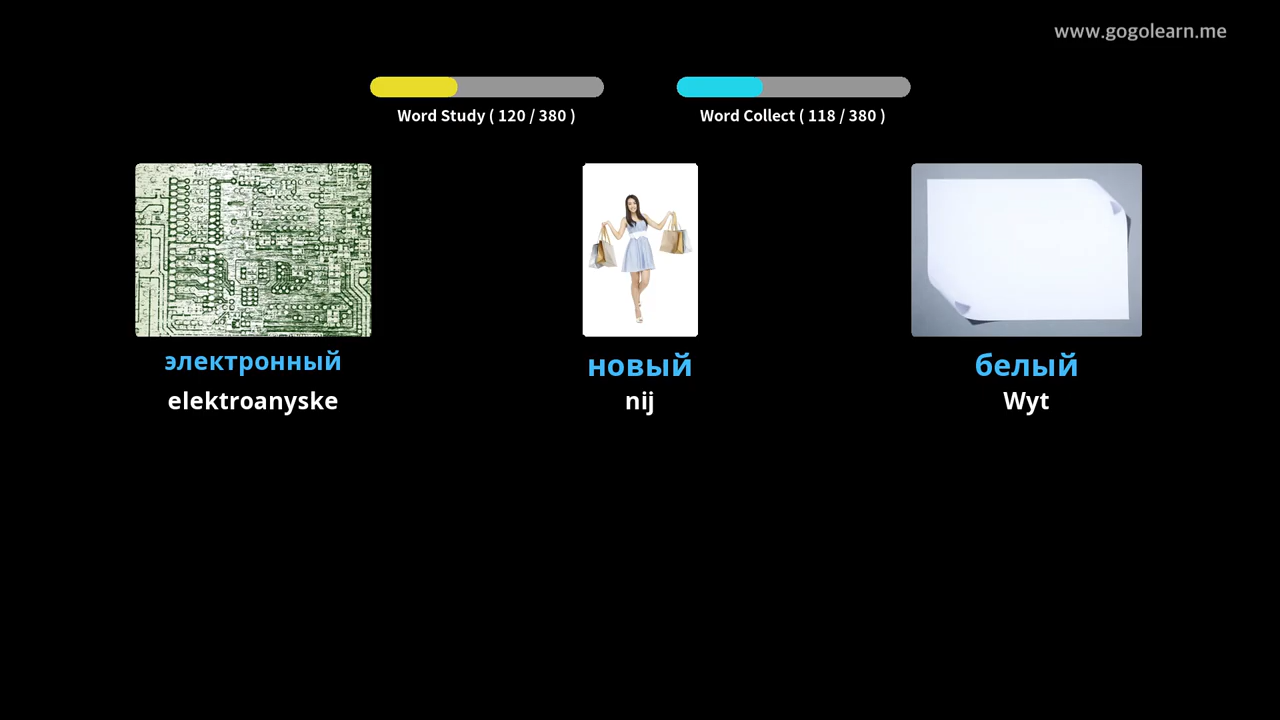 www.gogolearn.me
Word Study ( 120 / 380 )
Word Collect ( 118 / 380 )
электронный
elektroanyske
новый
nij
белый
Wyt